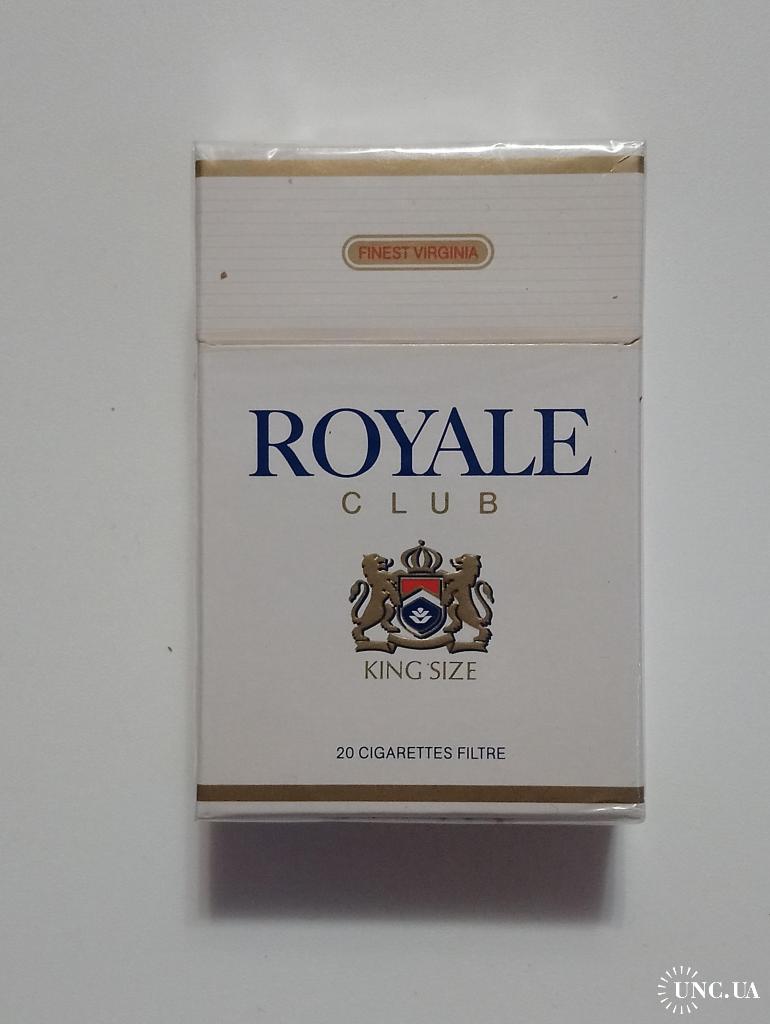 FINEST VIRGINIA
ROYALE
CLUB
KING SIZE
20 CIGARETTES FILTRE
UNC.UA